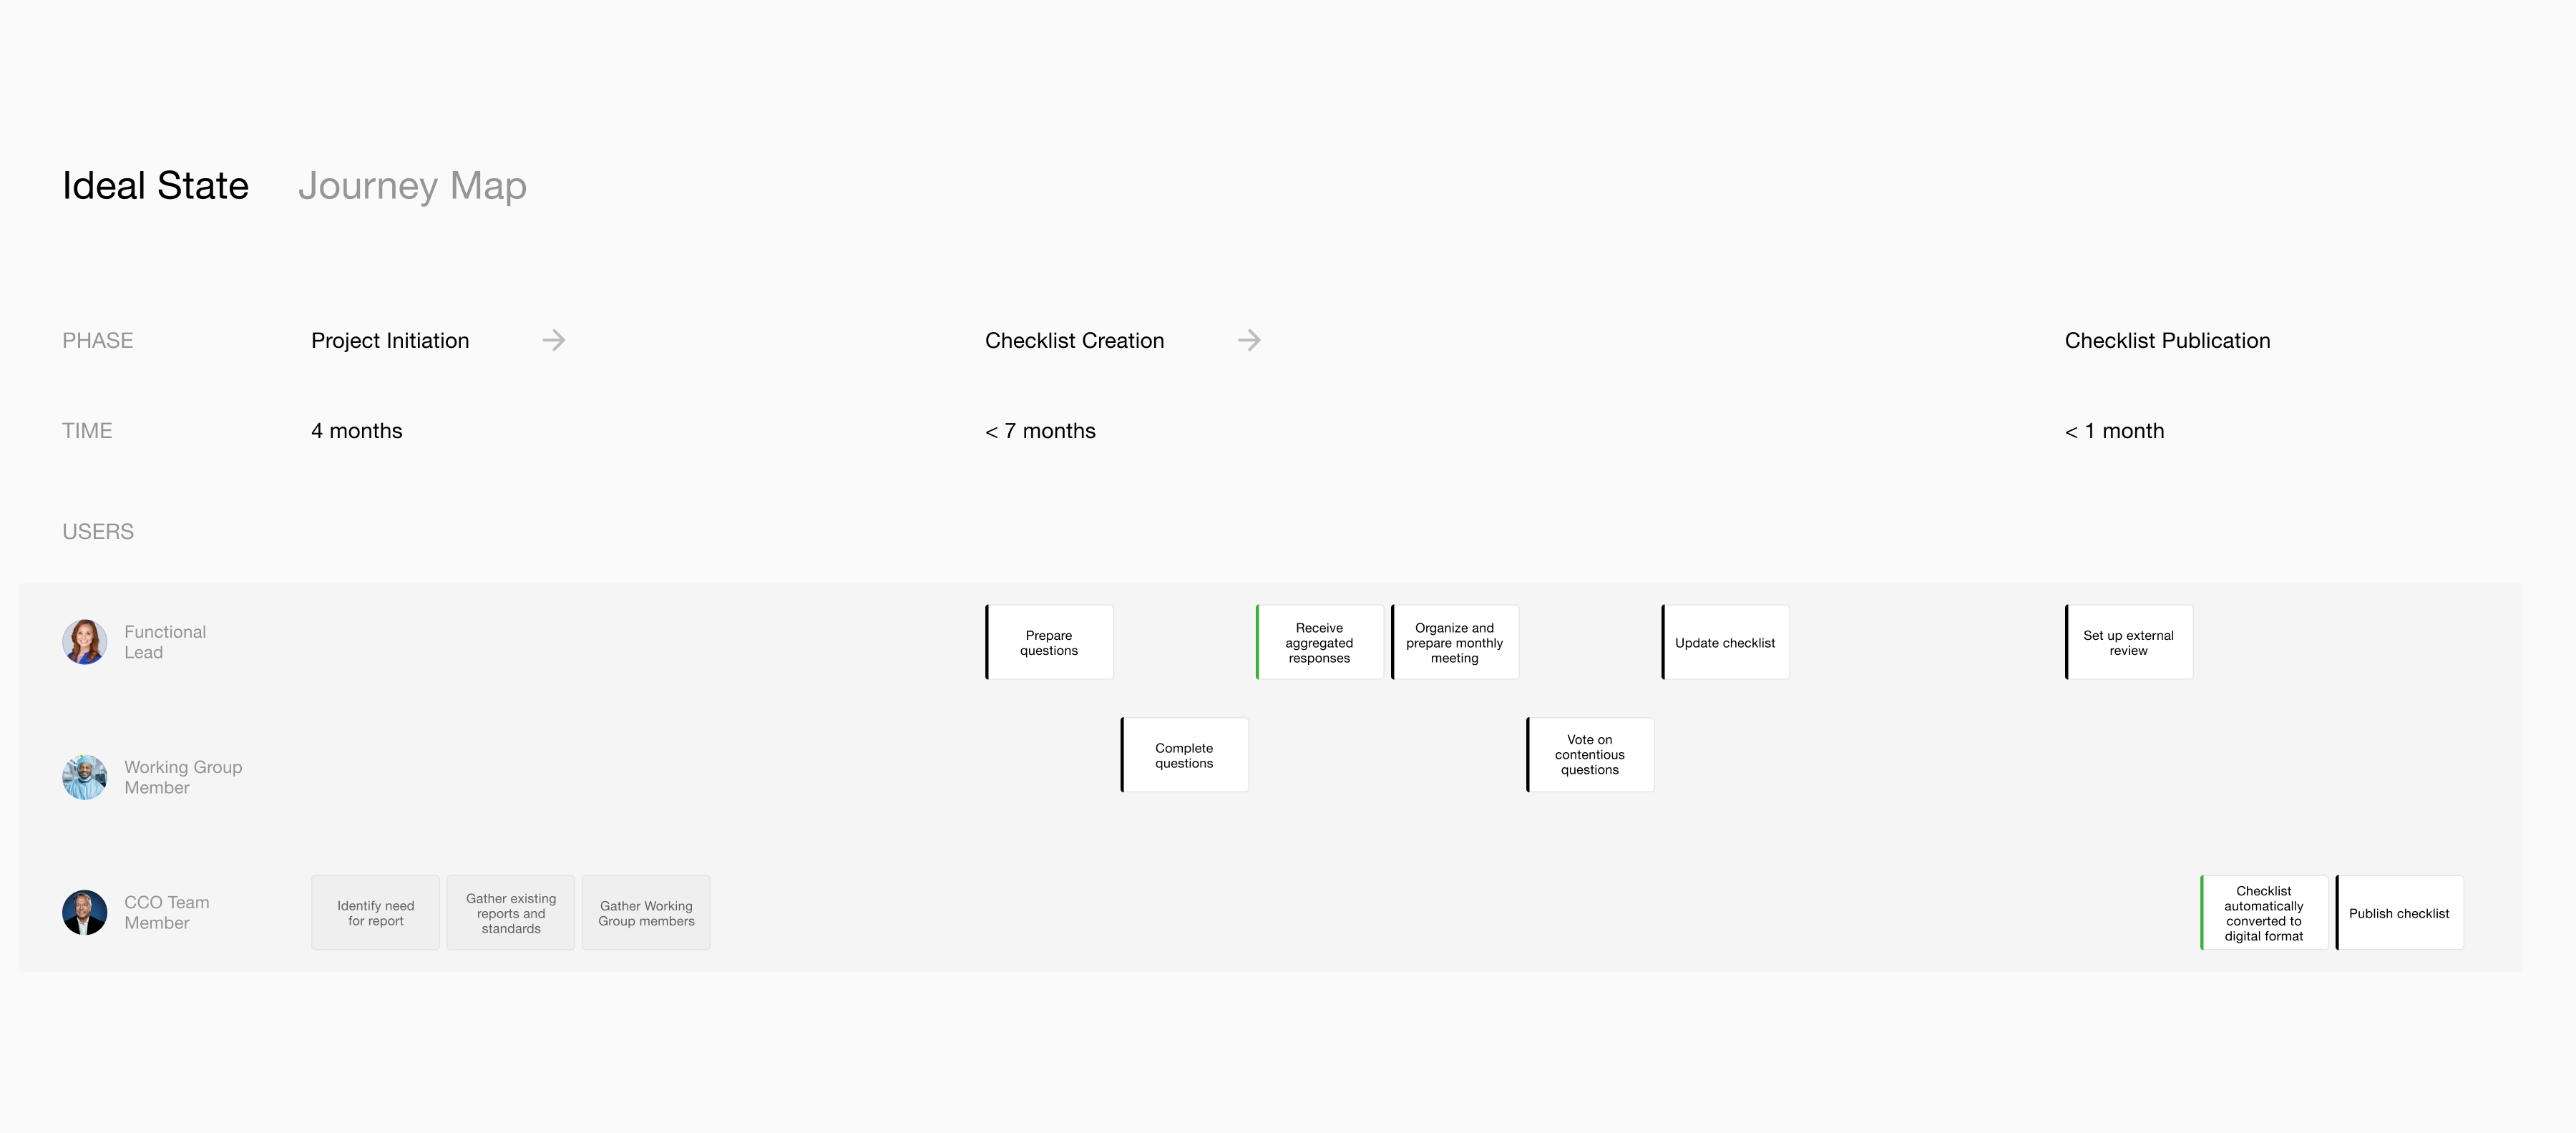 Ideal State Journey Map
PHASE Project Initiation → Checklist Creation → Checklist Publication
TIME 4 months < 7 months < 1 month
USERS
Functional
Lead
Prepare
questions
Receive
aggregated
responses
Organize and
prepare monthly
meeting
Update checklist
Set up external
review
Working Group
Member
Complete
questions
Vote on
contentious
questions
CCO Team
Member
Identify need
for report
Gather existing
reports and
standards
Gather Working
Group members
Checklist
automatically
converted to
digital format
Publish checklist